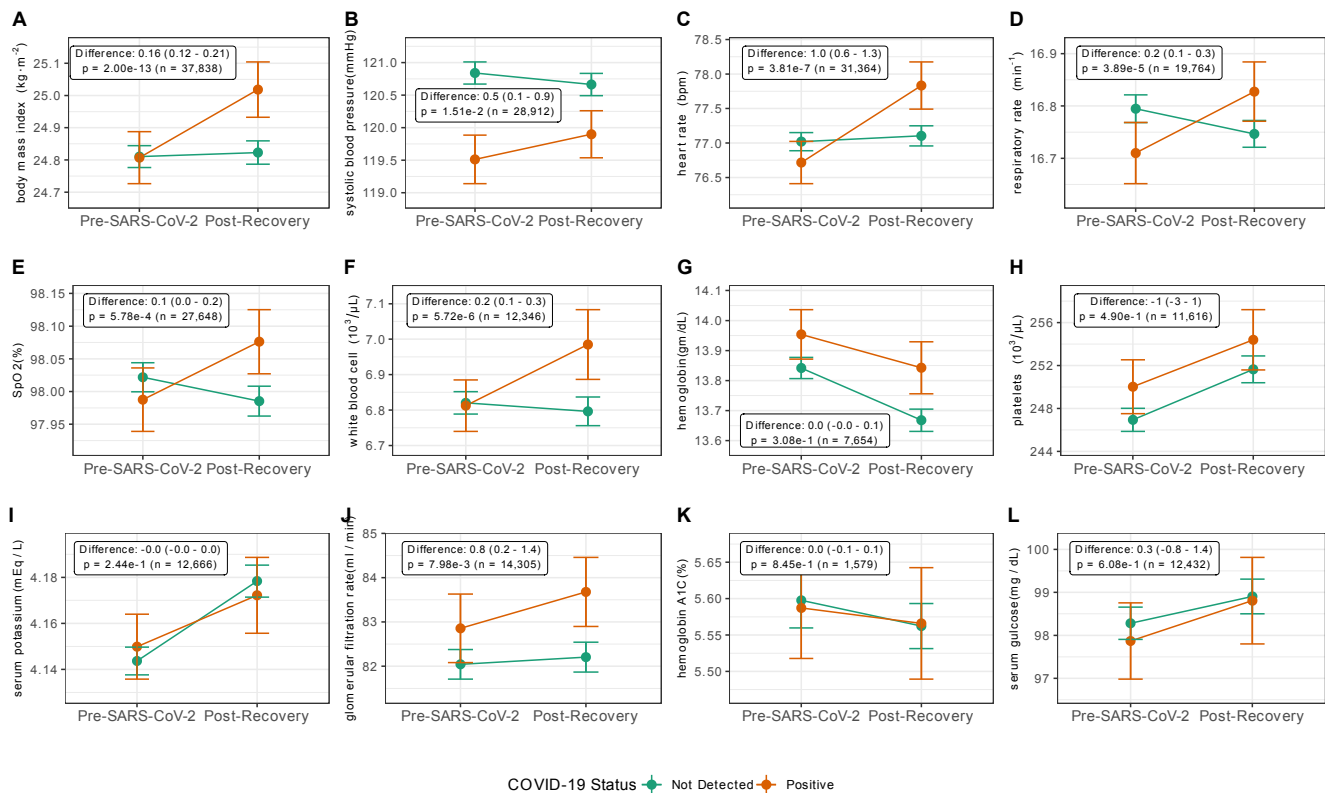 A
body mass index (kg·m⁻²)
Difference: 0.16 (0.12 - 0.21)
p = 2.00e-13 (n = 37,838)
25.1
25.0
24.9
24.8
24.7
Pre-SARS-CoV-2 Post-Recovery
B
systolic blood pressure(mmHg)
Difference: 0.5 (0.1 - 0.9)
p = 1.51e-2 (n = 28,912)
121.0
120.5
120.0
119.5
119.0
Pre-SARS-CoV-2 Post-Recovery
C
heart rate (bpm)
Difference: 1.0 (0.6 - 1.3)
p = 3.81e-7 (n = 31,364)
78.5
78.0
77.5
77.0
76.5
Pre-SARS-CoV-2 Post-Recovery
D
respiratory rate (min⁻¹)
Difference: 0.2 (0.1 - 0.3)
p = 3.89e-5 (n = 19,764)
16.9
16.8
16.7
Pre-SARS-CoV-2 Post-Recovery
E
SpO2(%)
Difference: 0.1 (0.0 - 0.2)
p = 5.78e-4 (n = 27,648)
98.15
98.10
98.05
98.00
97.95
Pre-SARS-CoV-2 Post-Recovery
F
white blood cell (10³/μL)
Difference: 0.2 (0.1 - 0.3)
p = 5.72e-6 (n = 12,346)
7.1
7.0
6.9
6.8
6.7
Pre-SARS-CoV-2 Post-Recovery
G
hemoglobin(gm/dL)
14.1
14.0
13.9
13.8
13.7
13.6
Difference: 0.0 (-0.0 - 0.1)
p = 3.08e-1 (n = 7,654)
Pre-SARS-CoV-2 Post-Recovery
H
platelets (10³/μL)
Difference: -1 (-3 - 1)
p = 4.90e-1 (n = 11,616)
256
252
248
244
Pre-SARS-CoV-2 Post-Recovery
I
serum potassium (mEq / L)
Difference: -0.0 (-0.0 - 0.0)
p = 2.44e-1 (n = 12,666)
4.18
4.16
4.14
Pre-SARS-CoV-2 Post-Recovery
J
glomerular filtration rate(ml / min)
Difference: 0.8 (0.2 - 1.4)
p = 7.98e-3 (n = 14,305)
85
84
83
82
Pre-SARS-CoV-2 Post-Recovery
K
hemoglobin A1C(%)
Difference: 0.0 (-0.1 - 0.1)
p = 8.45e-1 (n = 1,579)
5.65
5.60
5.55
5.50
Pre-SARS-CoV-2 Post-Recovery
L
serum gulcose(mg / dL)
Difference: 0.3 (-0.8 - 1.4)
p = 6.08e-1 (n = 12,432)
100
99
98
97
Pre-SARS-CoV-2 Post-Recovery
COVID-19 Status Not Detected Positive